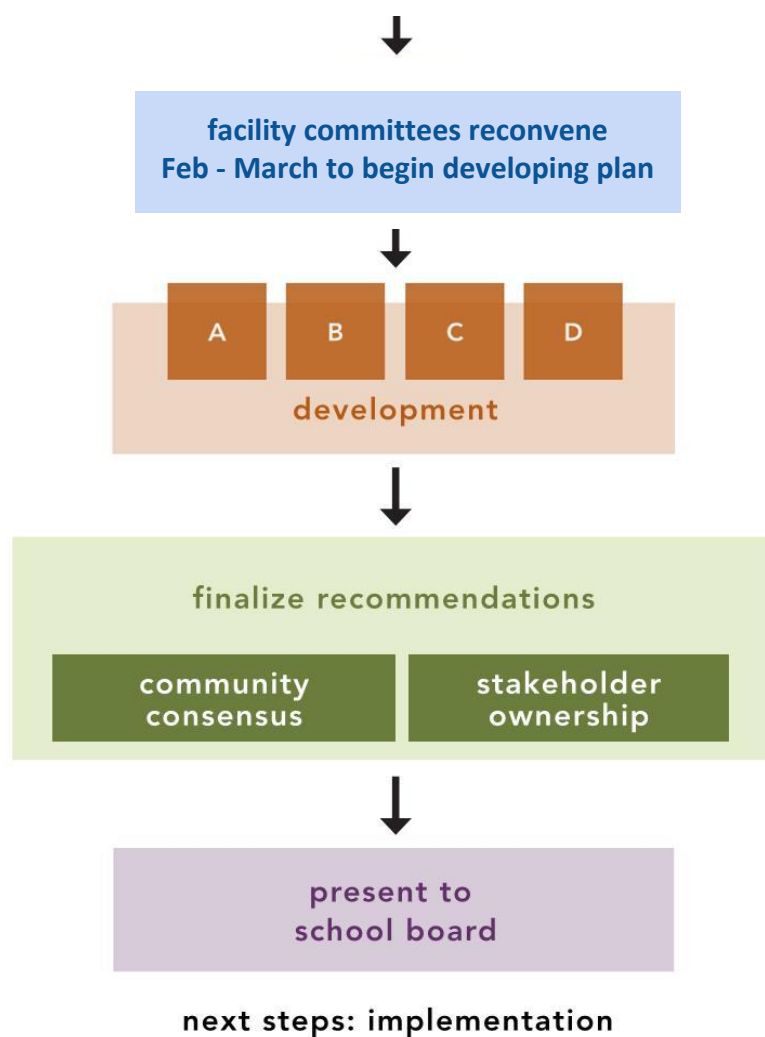 facility committees reconvene
Feb - March to begin developing plan
A B C D
development
finalize recommendations
community
consensus
stakeholder
ownership
present to
school board
next steps: implementation